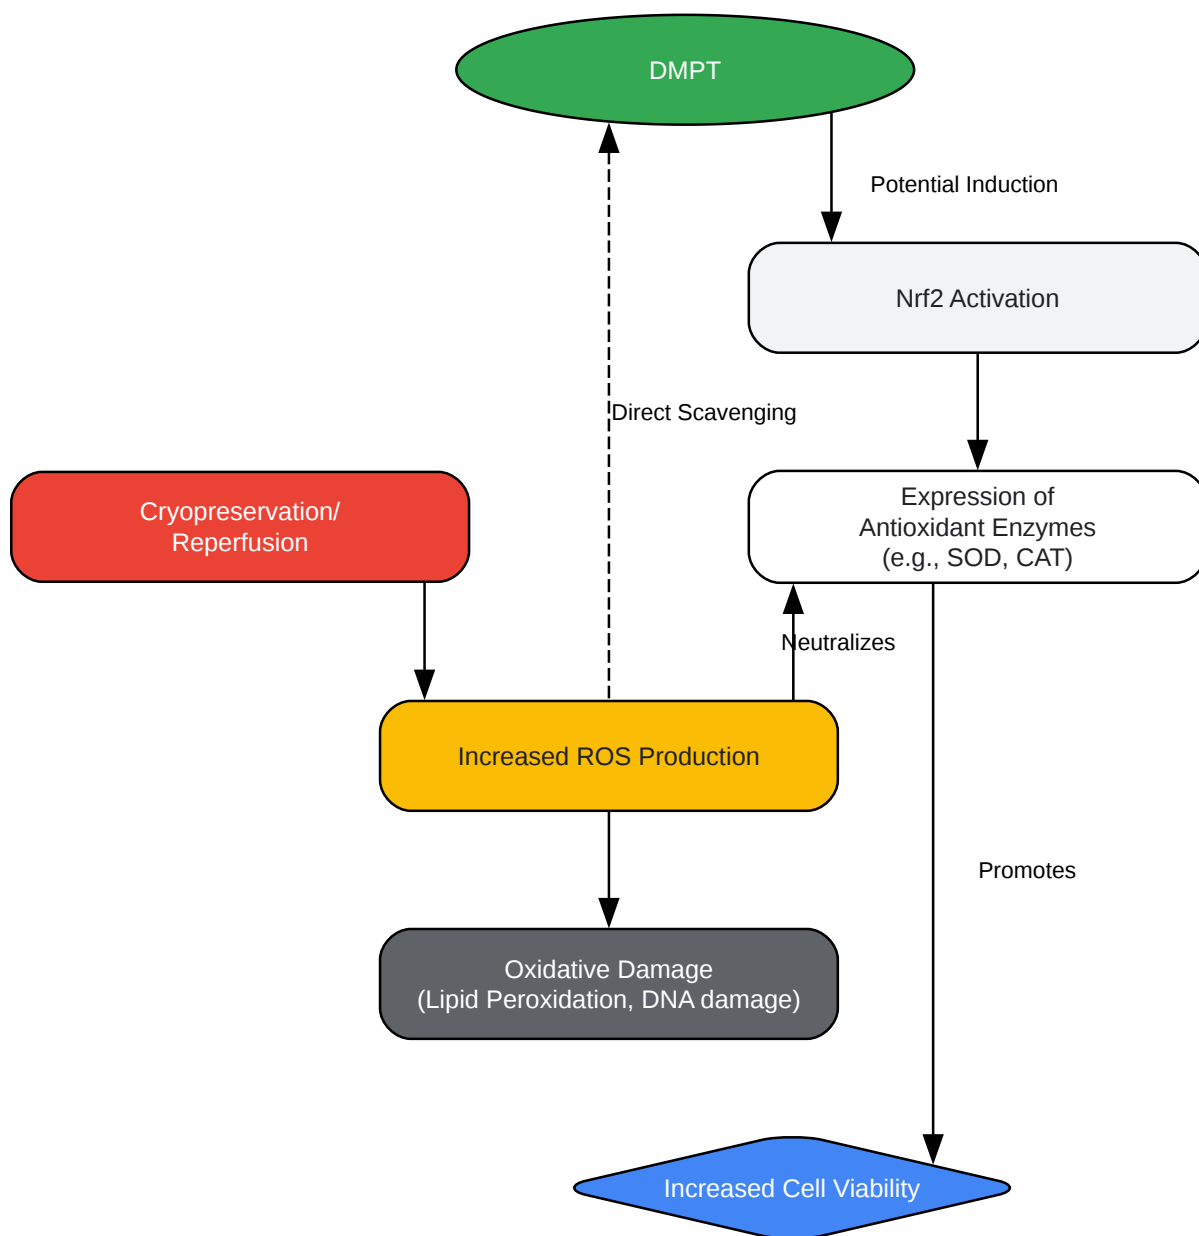 DMPT
Potential Induction
Nrf2 Activation
Direct Scavenging
Cryopreservation/
Reperfusion
Expression of
Antioxidant Enzymes
(e.g., SOD, CAT)
Neutralizes
Increased ROS Production
Promotes
Oxidative Damage
(Lipid Peroxidation, DNA damage)
Increased Cell Viability